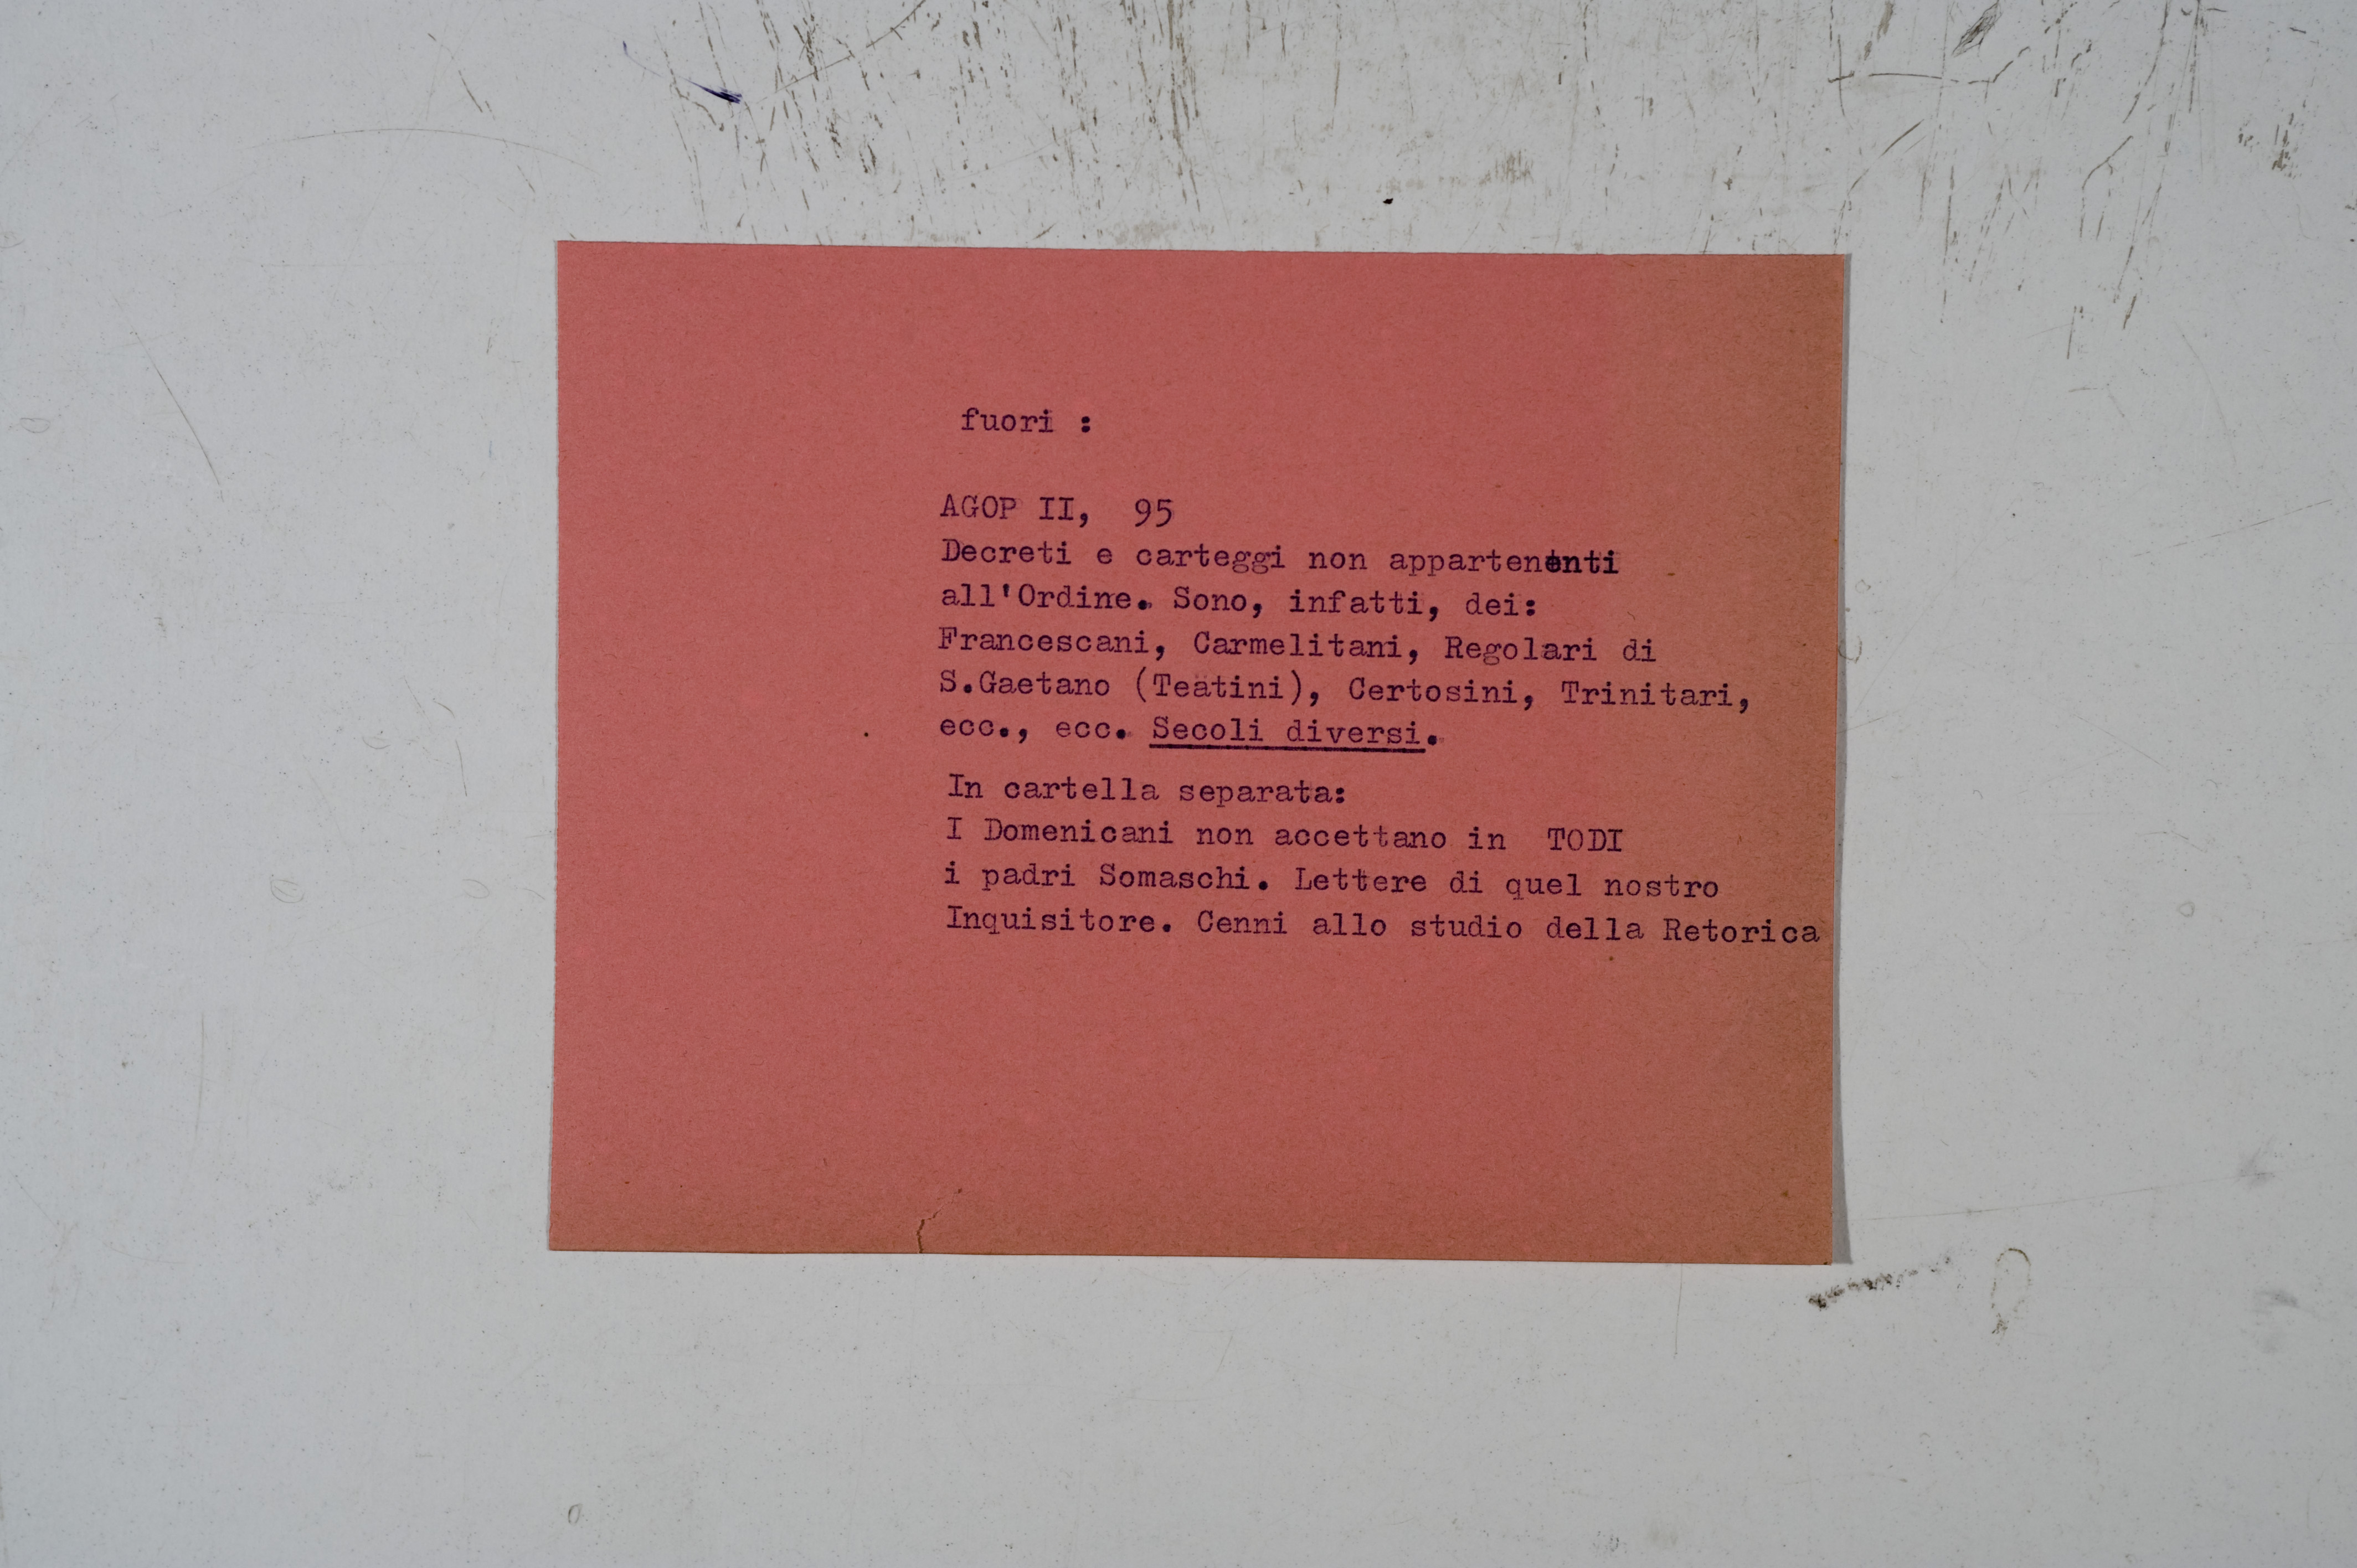 fuori :
AGOP II, 95
Decreti e carteggi non appartenenti
all'Ordine. Sono, infatti, dei:
Francescani, Carmelitani, Regolari di
S.Gaetano (Teatini), Certosini, Trinitari,
ecc., ecc. Secoli diversi.
In cartella separata:
I Domenicani non accettano in TODI
i padri Somaschi. Lettere di quel nostro
Inquisitore. Cenni allo studio della Retorica